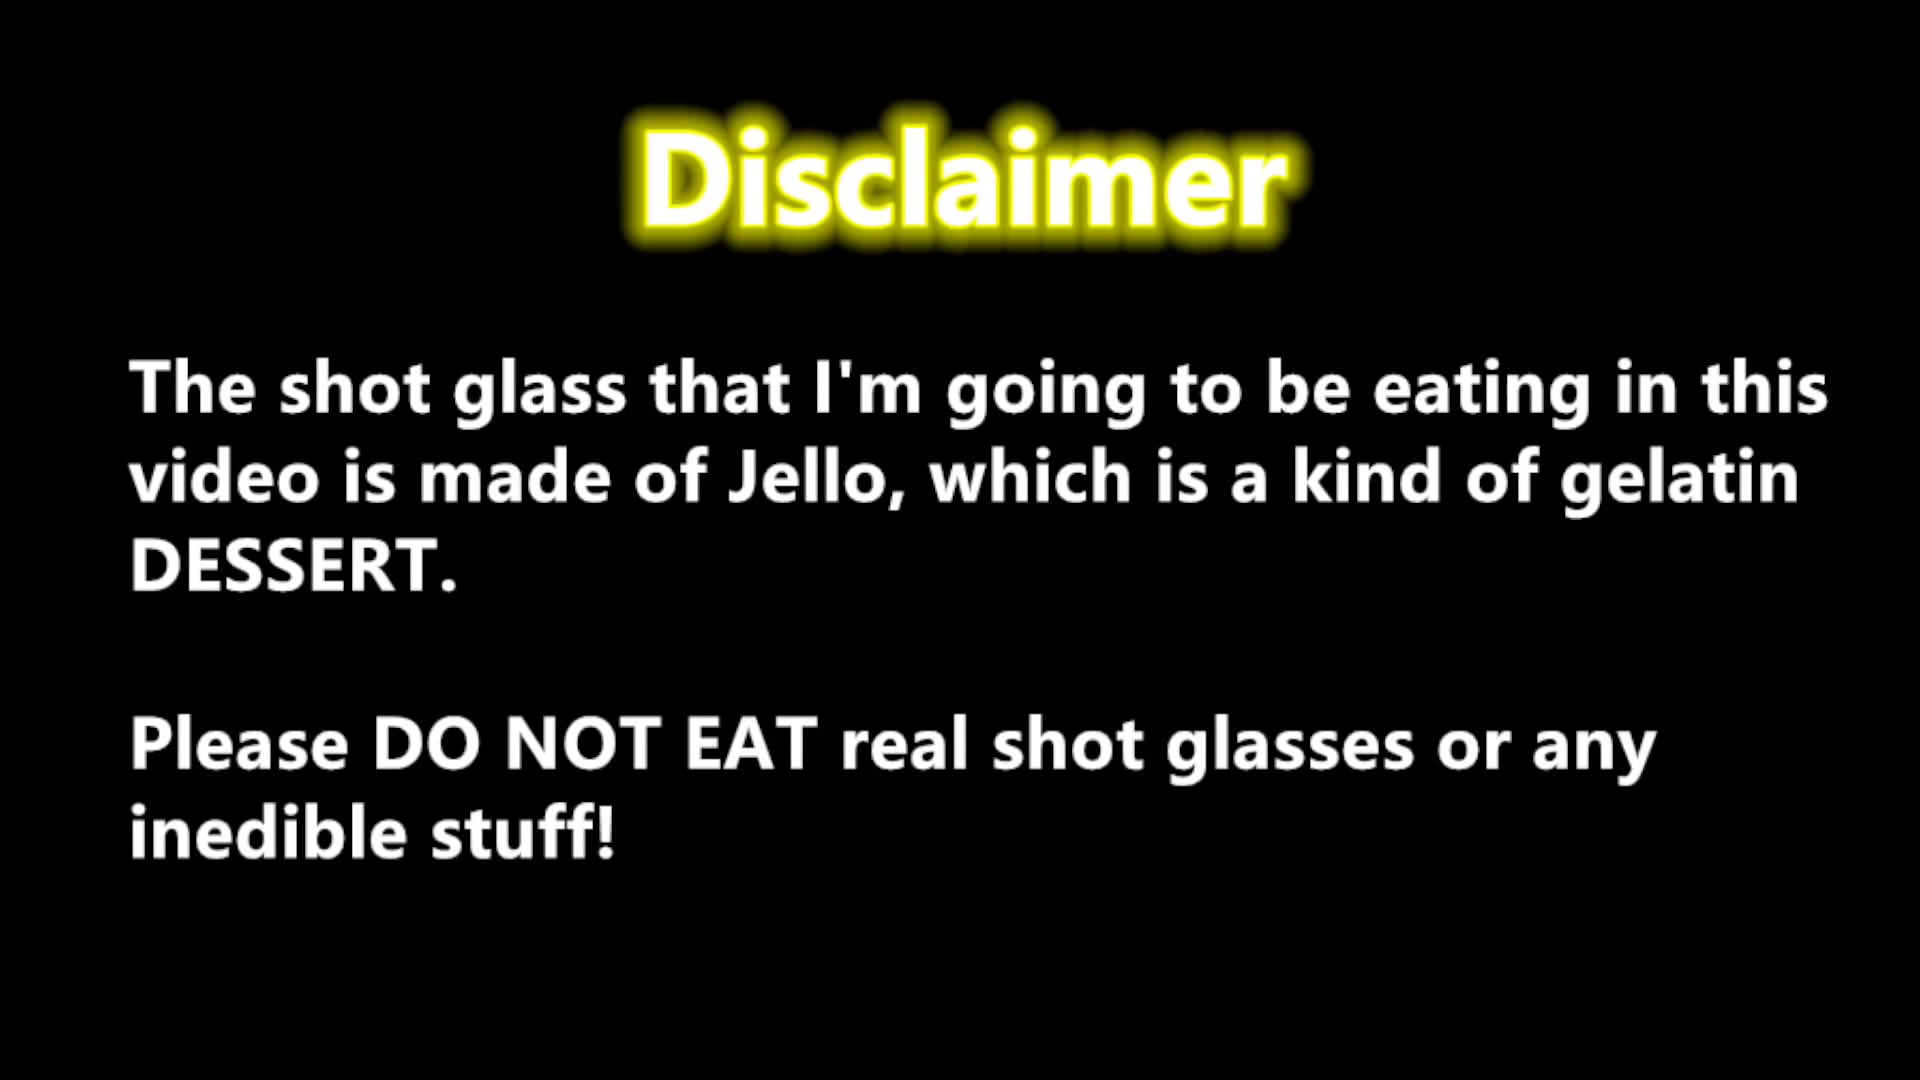 Disclaimer
The shot glass that I'm going to be eating in this
video is made of Jello, which is a kind of gelatin
DESSERT.
Please DO NOT EAT real shot glasses or any
inedible stuff!